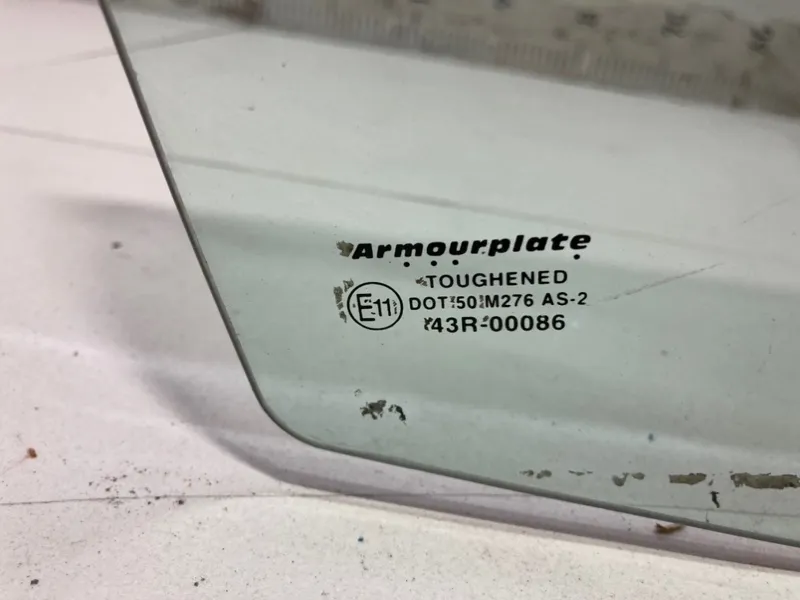 Armourplate
TOUGHENED
E11 DOT 50 M276 AS-2
43R-00086